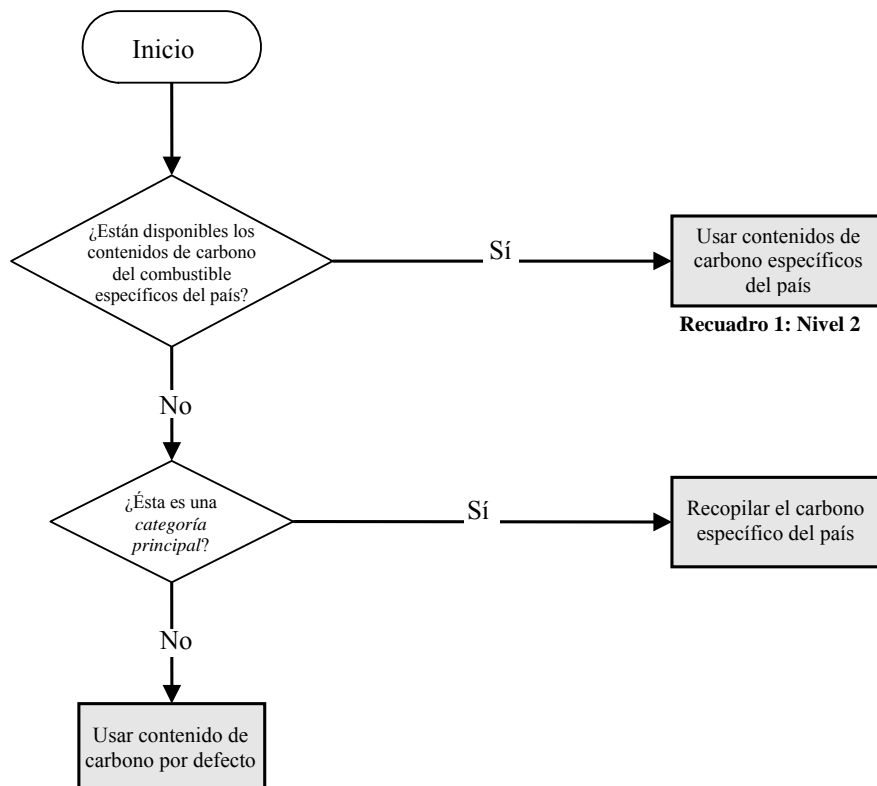 Inicio
¿Están disponibles los
contenidos de carbono
del combustible
específicos del país?
Sí
Usar contenidos de
carbono específicos
del país
Recuadro 1: Nivel 2
No
¿Ésta es una
categoría
principal?
Sí
Recopilar el carbono
específico del país
No
Usar contenido de
carbono por defecto